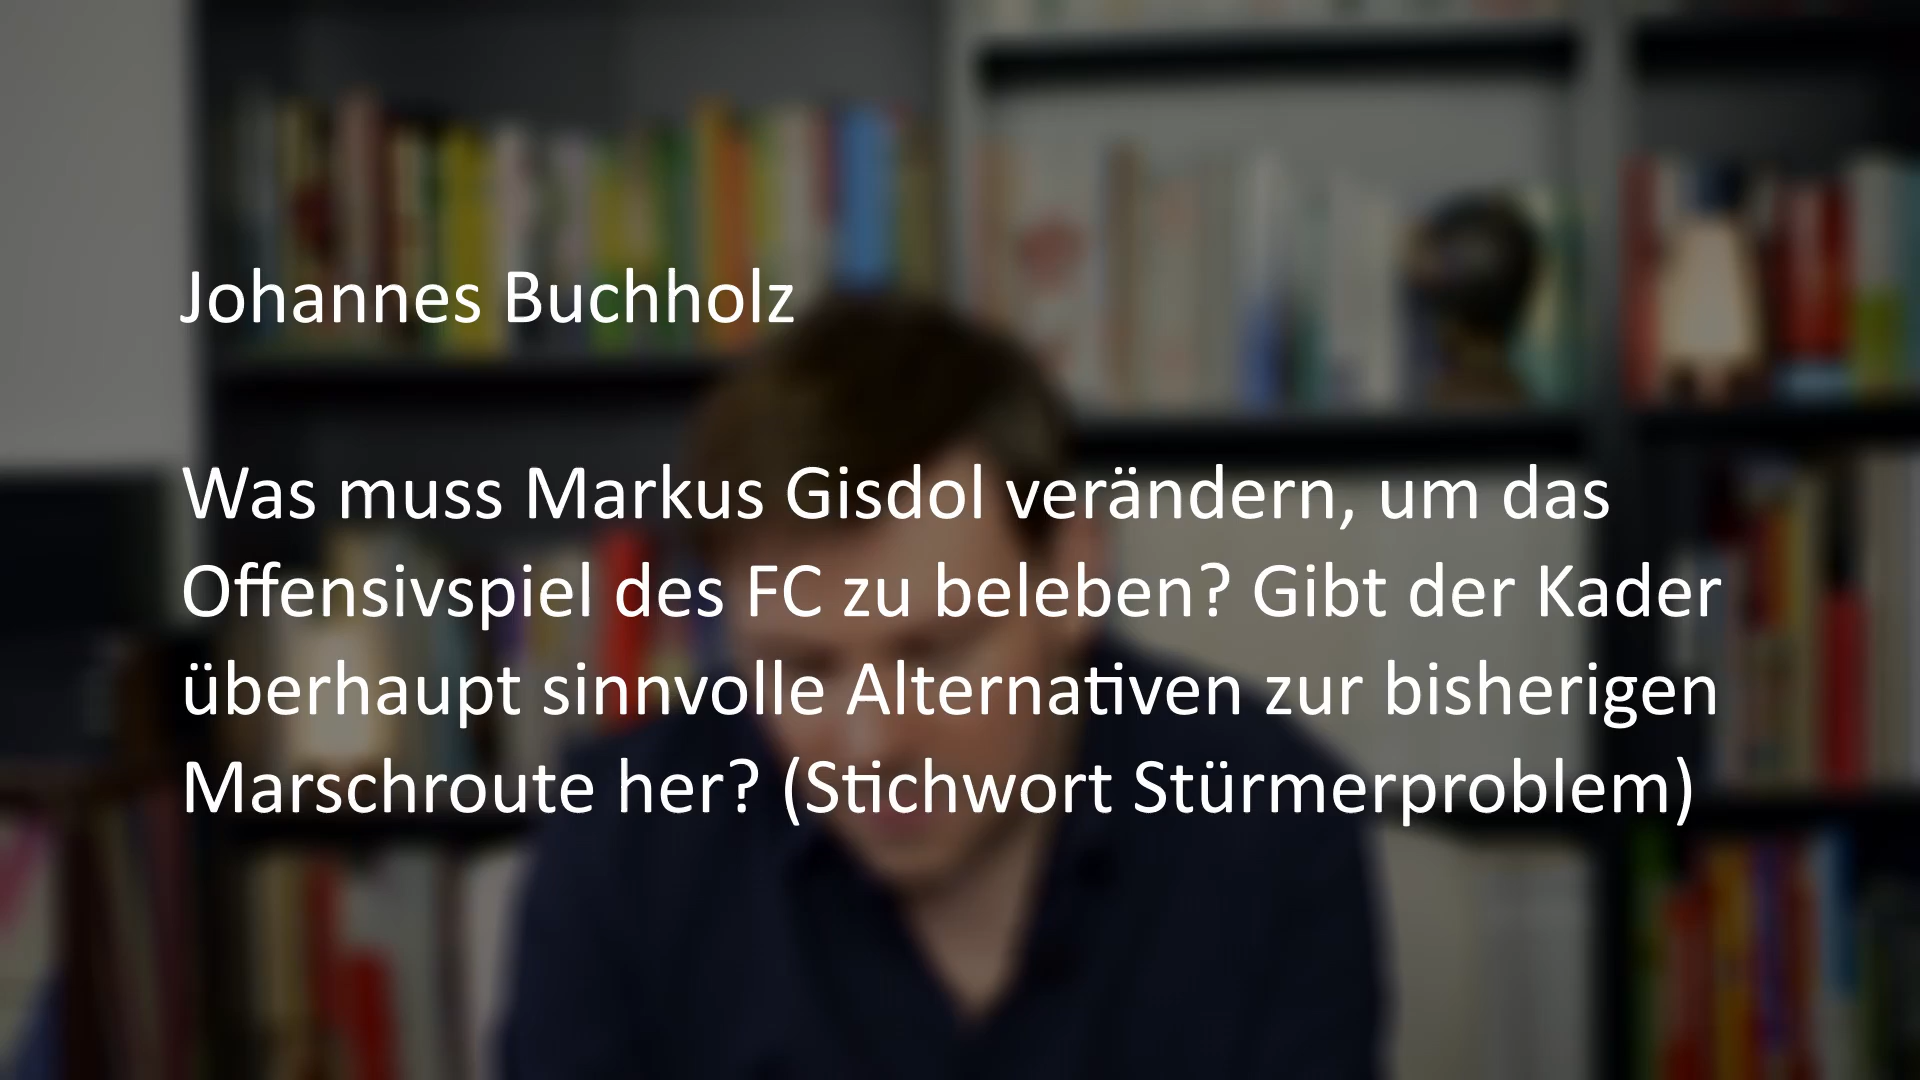 Johannes Buchholz
Was muss Markus Gisdol verändern, um das
Offensivspiel des FC zu beleben? Gibt der Kader
überhaupt sinnvolle Alternativen zur bisherigen
Marschroute her? (Stichwort Stürmerproblem)